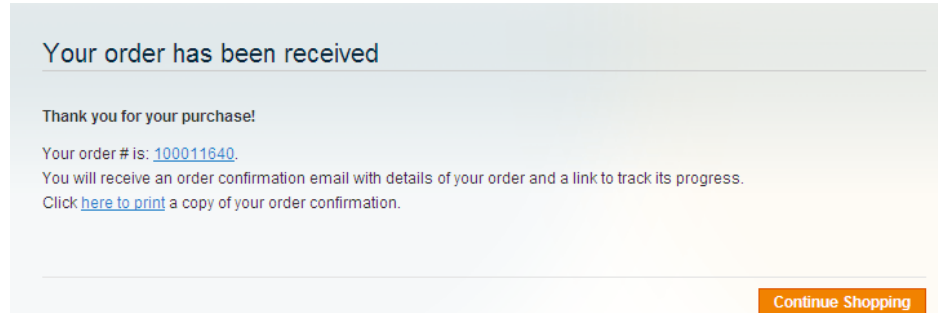 Your order has been received
Thank you for your purchase!
Your order # is: 100011640.
You will receive an order confirmation email with details of your order and a link to track its progress.
Click here to print a copy of your order confirmation.
Continue Shopping